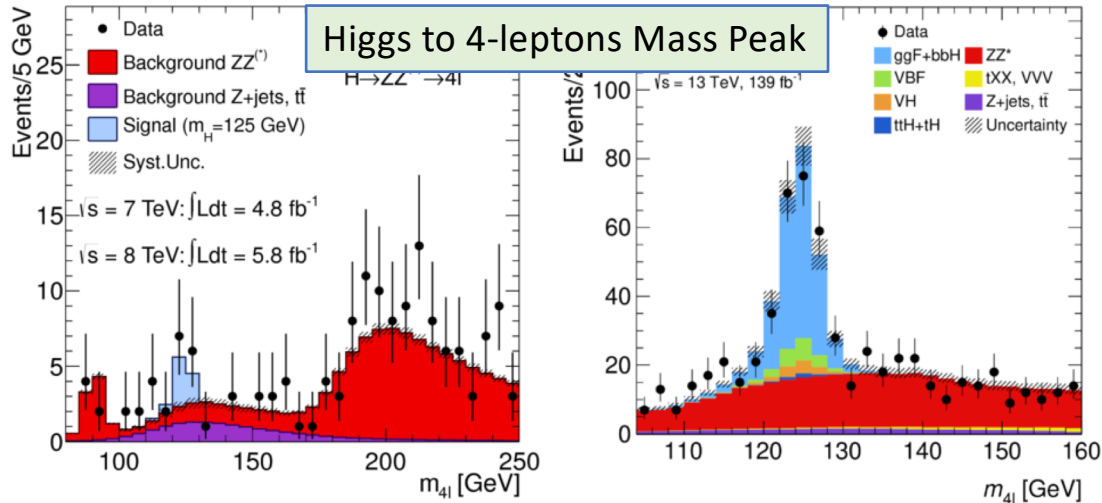 Higgs to 4-leptons Mass Peak
Events/5 GeV
25
20
15
10
5
0
Data
Background ZZ(*)
Background Z+jets, tt̄
Signal (mH=125 GeV)
Syst.Unc.
√s = 7 TeV: ∫Ldt = 4.8 fb⁻¹
√s = 8 TeV: ∫Ldt = 5.8 fb⁻¹
H→ZZ(*)→4l
100 150 200 250
m4l [GeV]
Events/2
100
80
60
40
20
0
Data
ggF+bbH ZZ*
VBF tXX, VVV
VH Z+jets, tt̄
ttH+tH Uncertainty
√s = 13 TeV, 139 fb⁻¹
110 120 130 140 150 160
m4l [GeV]